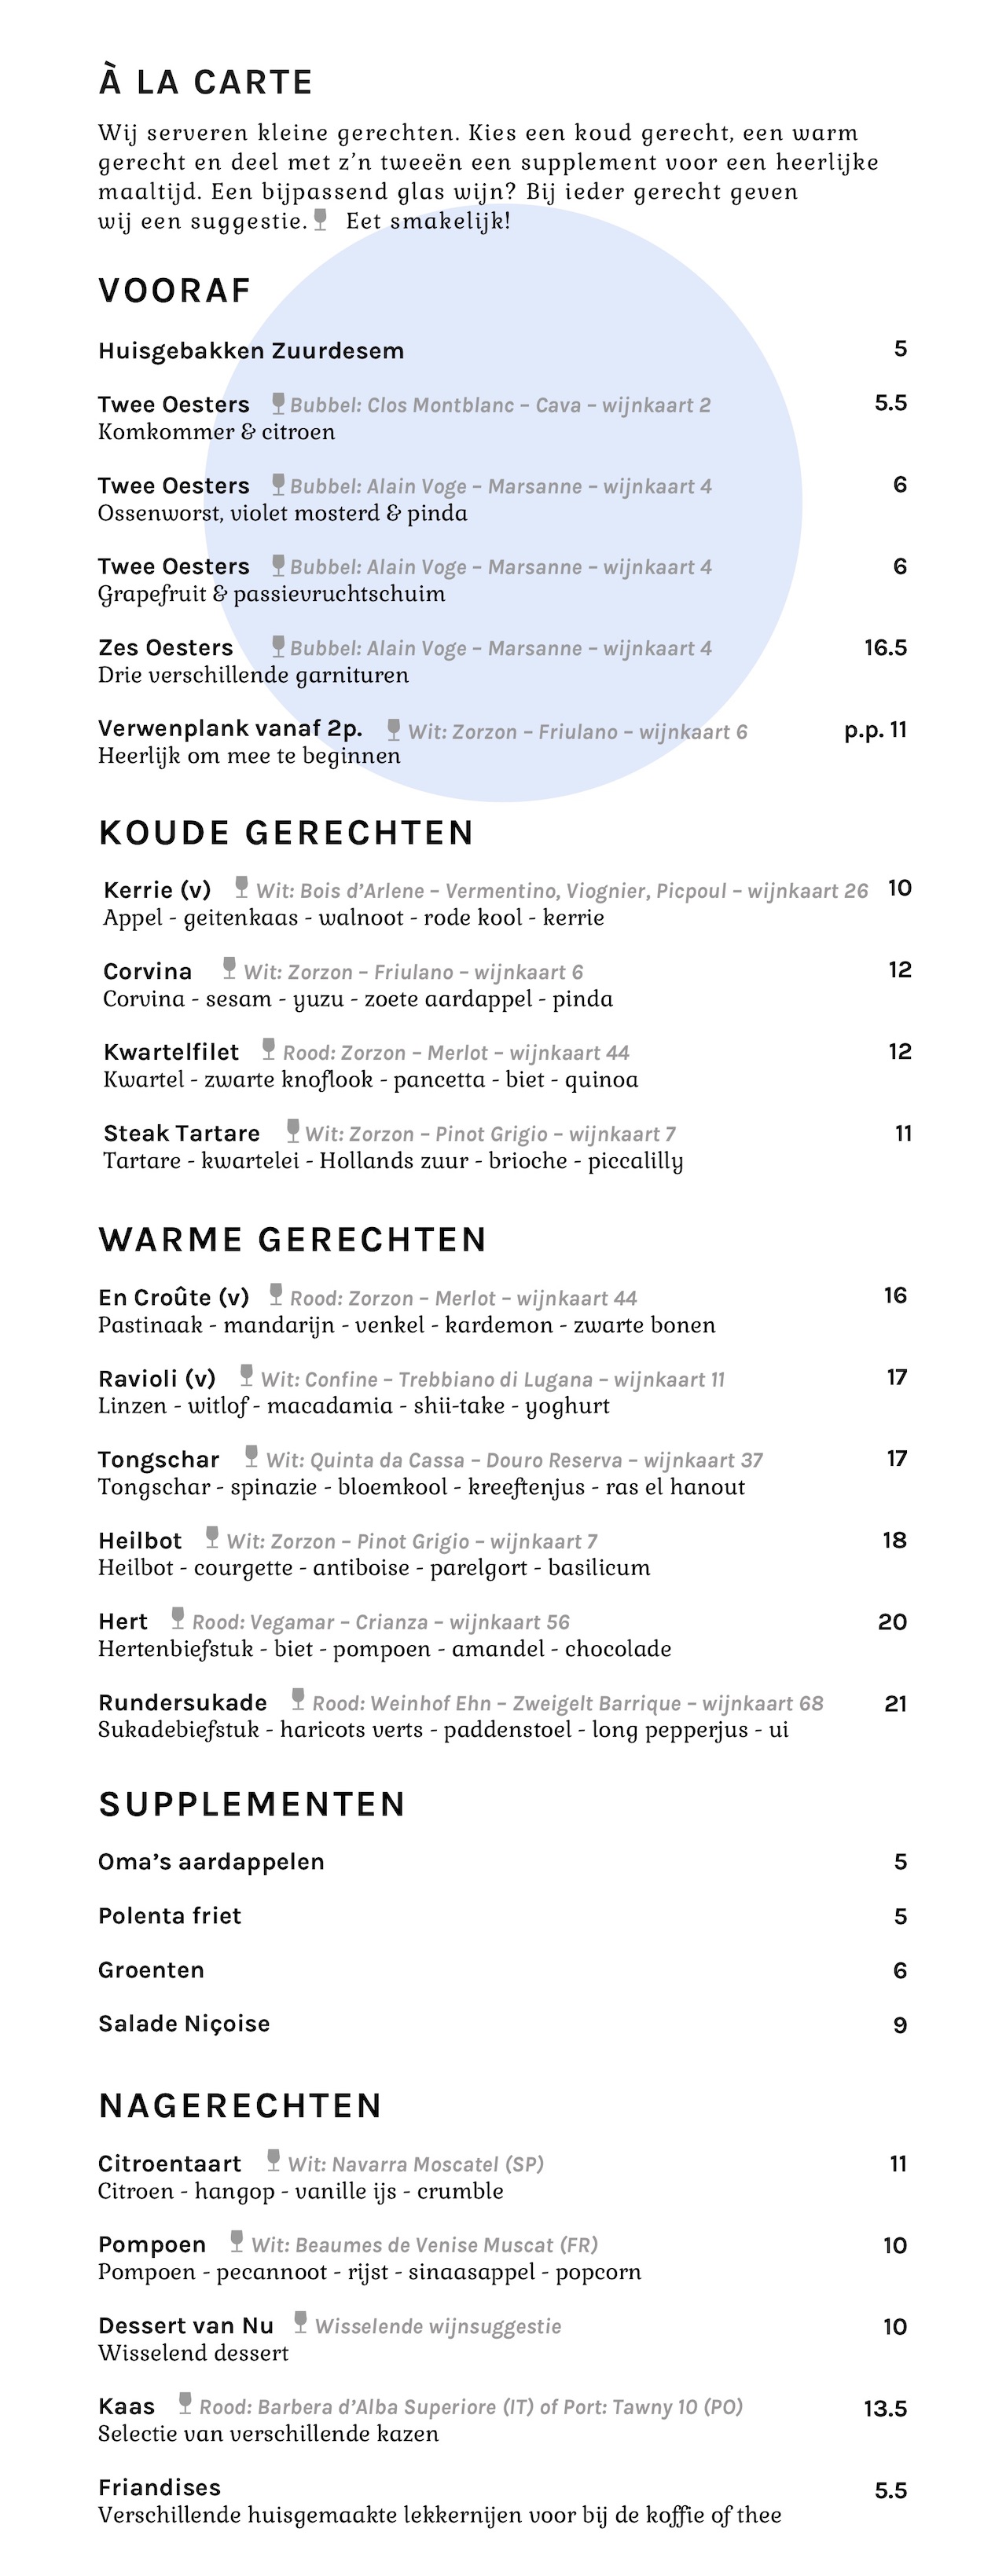 À LA CARTE
Wij serveren kleine gerechten. Kies een koud gerecht, een warm
gerecht en deel met z’n tweeën een supplement voor een heerlijke
maaltijd. Een bijpassend glas wijn? Bij ieder gerecht geven
wij een suggestie. Eet smakelijk!
VOORAF
Huisgebakken Zuurdesem 5
Twee Oesters Bubbel: Clos Montblanc – Cava – wijnkaart 2 5.5
Komkommer & citroen
Twee Oesters Bubbel: Alain Voge – Marsanne – wijnkaart 4 6
Ossenworst, violet mosterd & pinda
Twee Oesters Bubbel: Alain Voge – Marsanne – wijnkaart 4 6
Grapefruit & passievruchtschuim
Zes Oesters Bubbel: Alain Voge – Marsanne – wijnkaart 4 16.5
Drie verschillende garnituren
Verwenplank vanaf 2p. Wit: Zorzon – Friulano – wijnkaart 6 p.p. 11
Heerlijk om mee te beginnen
KOUDE GERECHTEN
Kerrie (v) Wit: Bois d’Arlene – Vermentino, Viognier, Picpoul – wijnkaart 26 10
Appel - geitenkaas - walnoot - rode kool - kerrie
Corvina Wit: Zorzon – Friulano – wijnkaart 6 12
Corvina - sesam - yuzu - zoete aardappel - pinda
Kwartelfilet Rood: Zorzon – Merlot – wijnkaart 44 12
Kwartel - zwarte knoflook - pancetta - biet - quinoa
Steak Tartare Wit: Zorzon – Pinot Grigio – wijnkaart 7 11
Tartare - kwartelei - Hollands zuur - brioche - piccalilly
WARME GERECHTEN
En Croûte (v) Rood: Zorzon – Merlot – wijnkaart 44 16
Pastinaak - mandarijn - venkel - kardemon - zwarte bonen
Ravioli (v) Wit: Confine – Trebbiano di Lugana – wijnkaart 11 17
Linzen - witlof - macadamia - shii-take - yoghurt
Tongschar Wit: Quinta da Cassa – Douro Reserva – wijnkaart 37 17
Tongschar - spinazie - bloemkool - kreeftenjus - ras el hanout
Heilbot Wit: Zorzon – Pinot Grigio – wijnkaart 7 18
Heilbot - courgette - antiboise - parelgort - basilicum
Hert Rood: Vegamar – Crianza – wijnkaart 56 20
Hertenbiefstuk - biet - pompoen - amandel - chocolade
Rundersukade Rood: Weinhof Ehn – Zweigelt Barrique – wijnkaart 68 21
Sukadebiefstuk - haricots verts - paddenstoel - long pepperjus - ui
SUPPLEMENTEN
Oma’s aardappelen 5
Polenta friet 5
Groenten 6
Salade Niçoise 9
NAGERECHTEN
Citroentaart Wit: Navarra Moscatel (SP) 11
Citroen - hangop - vanille ijs - crumble
Pompoen Wit: Beaumes de Venise Muscat (FR) 10
Pompoen - pecannoot - rijst - sinaasappel - popcorn
Dessert van Nu Wisselende wijnsuggestie 10
Wisselend dessert
Kaas Rood: Barbera d’Alba Superiore (IT) of Port: Tawny 10 (PO) 13.5
Selectie van verschillende kazen
Friandises 5.5
Verschillende huisgemaakte lekkernijen voor bij de koffie of thee